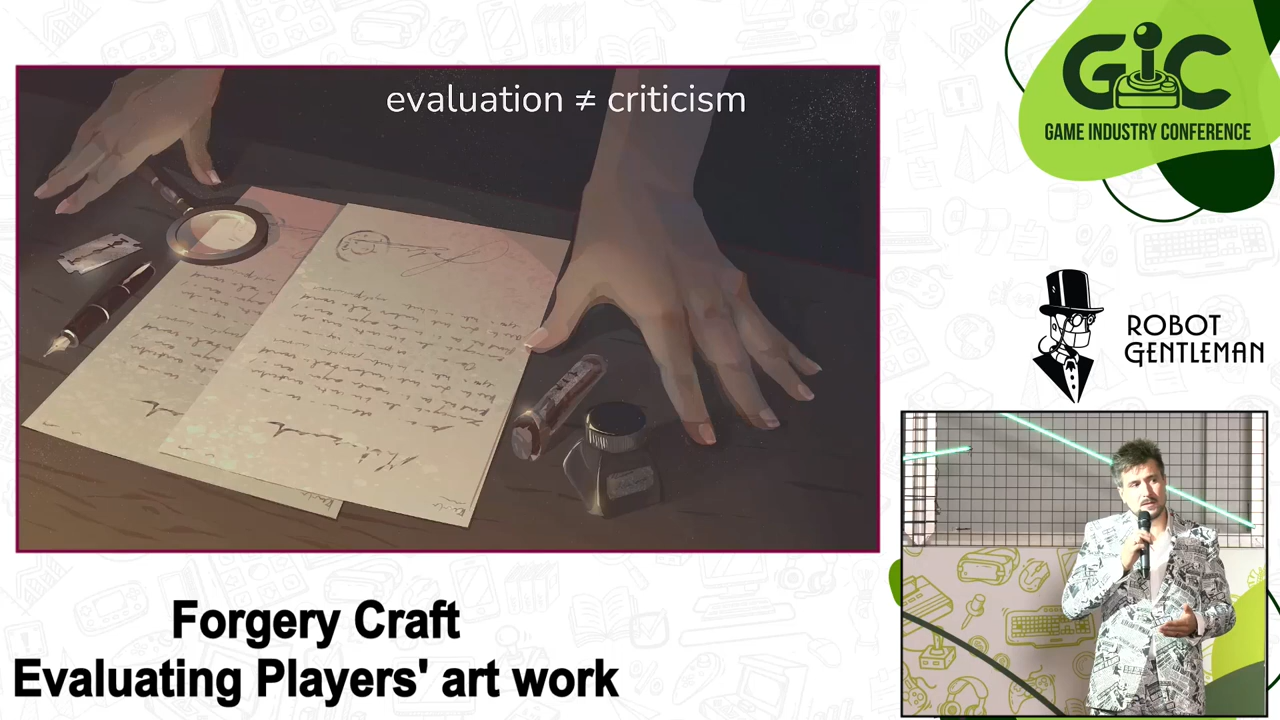 evaluation ≠ criticism
GIC
GAME INDUSTRY CONFERENCE
ROBOT
GENTLEMAN
Forgery Craft
Evaluating Players' art work